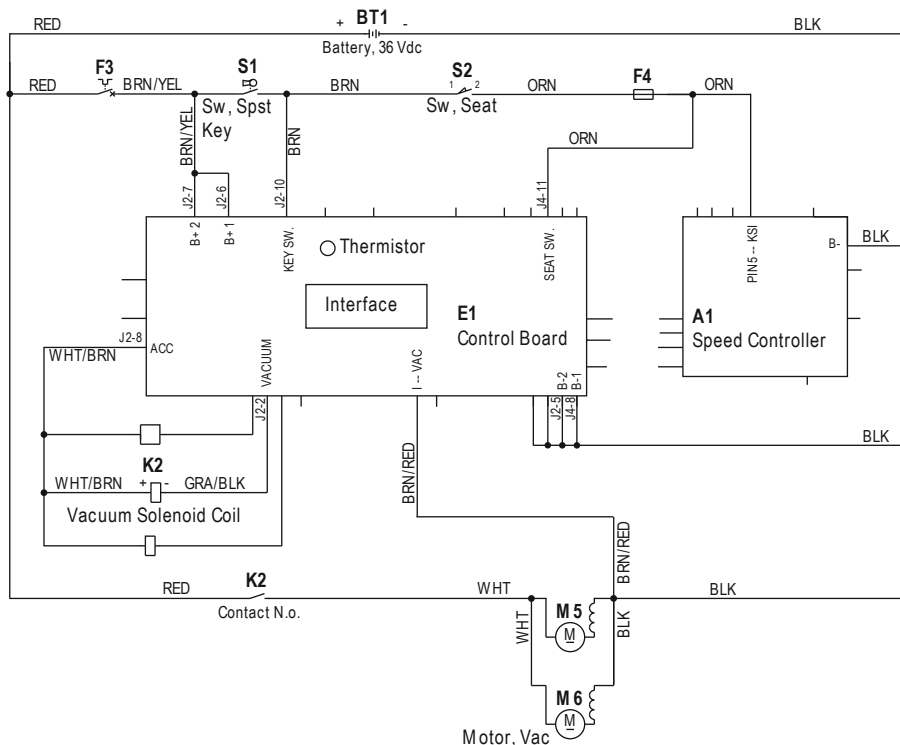 RED
+ BT1 -
Battery, 36 Vdc
BLK
RED
F3
BRN/YEL
S1
Sw, Spst
Key
BRN
S2
1 2
Sw, Seat
ORN
F4
ORN
BRN/YEL
BRN
ORN
J2-7
J2-6
J2-10
J4-11
B+ 2
B+ 1
KEY SW.
SEAT SW.
PIN5 -- KSI
B-
BLK
Thermistor
Interface
E1
Control Board
A1
Speed Controller
J2-8
ACC
WHT/BRN
VACUUM
J2-2
I -- VAC
J2-5
B-2
J4-8
B-1
BLK
K2
WHT/BRN
+ -
GRA/BLK
Vacuum Solenoid Coil
BRN/RED
BRN/RED
RED
K2
Contact N.o.
WHT
BLK
WHT
M5
M
BLK
M6
M
Motor, Vac